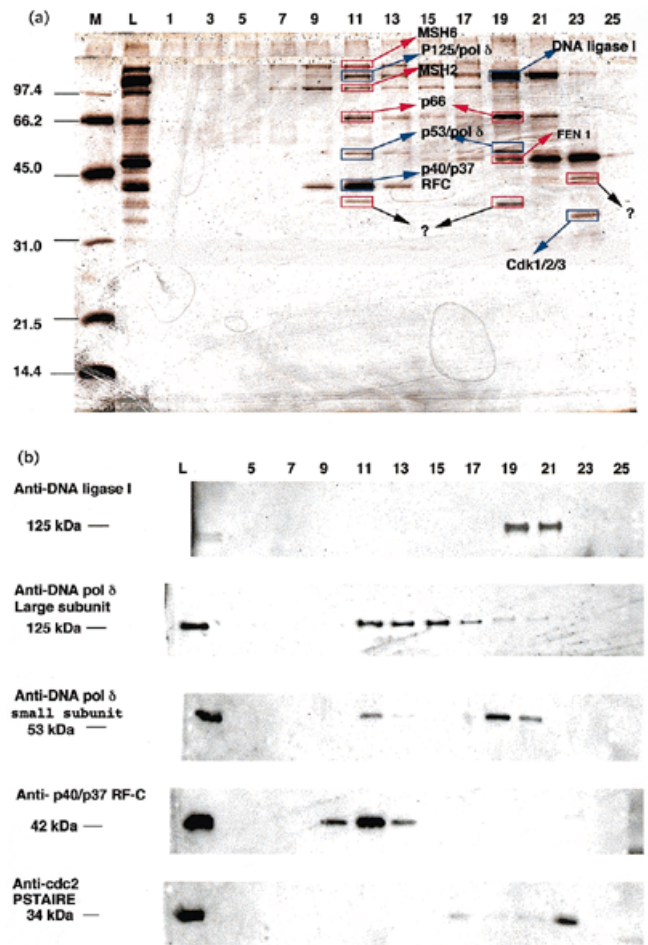 (a)
M L 1 3 5 7 9 11 13 15 17 19 21 23 25
MSH6
P125/pol δ
DNA ligase I
MSH2
97.4
p66
66.2
p53/pol δ
FEN 1
45.0
p40/p37
RFC
?
?
31.0
Cdk1/2/3
21.5
14.4
(b)
L 5 7 9 11 13 15 17 19 21 23 25
Anti-DNA ligase I
125 kDa
Anti-DNA pol δ
Large subunit
125 kDa
Anti-DNA pol δ
small subunit
53 kDa
Anti- p40/p37 RF-C
42 kDa
Anti-cdc2
PSTAIRE
34 kDa